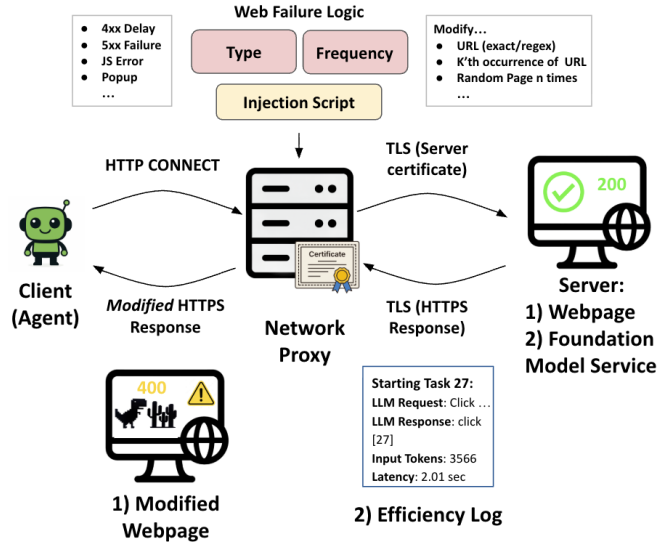 Web Failure Logic
● 4xx Delay
● 5xx Failure
● JS Error
● Popup
…
Type
Frequency
Injection Script
Modify…
● URL (exact/regex)
● K'th occurrence of URL
● Random Page n times
…
HTTP CONNECT
TLS (Server
certificate)
200
Certificate
Client
(Agent)
Modified HTTPS
Response
Network
Proxy
TLS (HTTPS
Response)
Server:
1) Webpage
2) Foundation
Model Service
400
1) Modified
Webpage
Starting Task 27:
LLM Request: Click …
LLM Response: click
[27]
Input Tokens: 3566
Latency: 2.01 sec
2) Efficiency Log